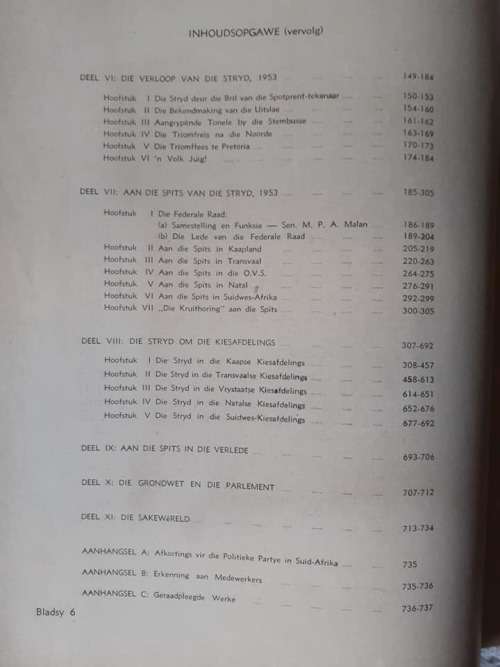 INHOUDSOPGAWE (vervolg)
DEEL VI: DIE VERLOOP VAN DIE STRYD, 1953 149-184
Hoofstuk I Die Stryd deur die Bril van die Spotprent-tekenaar 150-153
Hoofstuk II Die Bekendmaking van die Uitslae 154-160
Hoofstuk III Aangrypende Tonele by die Stembusse 161-162
Hoofstuk IV Die Triomfreis na die Noorde 163-169
Hoofstuk V Die Triomffees te Pretoria 170-173
Hoofstuk VI 'n Volk Juig! 174-184
DEEL VII: AAN DIE SPITS VAN DIE STRYD, 1953 185-305
Hoofstuk I Die Federale Raad:
(a) Samestelling en Funksie — Sen. M. P. A. Malan 186-189
(b) Die Lede van die Federale Raad 189-204
Hoofstuk II Aan die Spits in Kaapland 205-219
Hoofstuk III Aan die Spits in Transvaal 220-263
Hoofstuk IV Aan die Spits in die O.V.S. 264-275
Hoofstuk V Aan die Spits in Natal 276-291
Hoofstuk VI Aan die Spits in Suidwes-Afrika 292-299
Hoofstuk VII „Die Kruithoring" aan die Spits 300-305
DEEL VIII: DIE STRYD OM DIE KIESAFDELINGS 307-692
Hoofstuk I Die Stryd in die Kaapse Kiesafdelings 308-457
Hoofstuk II Die Stryd in die Transvaalse Kiesafdelings 458-613
Hoofstuk III Die Stryd in die Vrystaatse Kiesafdelings 614-651
Hoofstuk IV Die Stryd in die Natalse Kiesafdelings 652-676
Hoofstuk V Die Stryd in die Suidwes-Kiesafdelings 677-692
DEEL IX: AAN DIE SPITS IN DIE VERLEDE 693-706
DEEL X: DIE GRONDWET EN DIE PARLEMENT 707-712
DEEL XI: DIE SAKEWÊRELD 713-734
AANHANGSEL A: Afkortings vir die Politieke Partye in Suid-Afrika 735
AANHANGSEL B: Erkenning aan Medewerkers 735-736
AANHANGSEL C: Geraadpleegde Werke 736-737
Bladsy 6